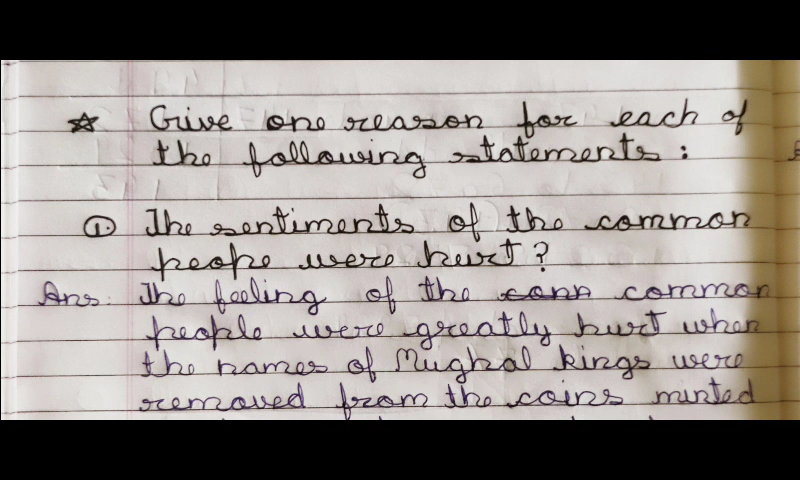 ☆ Give one reason for each of
the following statements :
① The sentiments of the common
peope were hurt ?
Ans. The feeling of the conn common
people were greatly hurt when
the names of Mughal kings were
removed from the coins minted